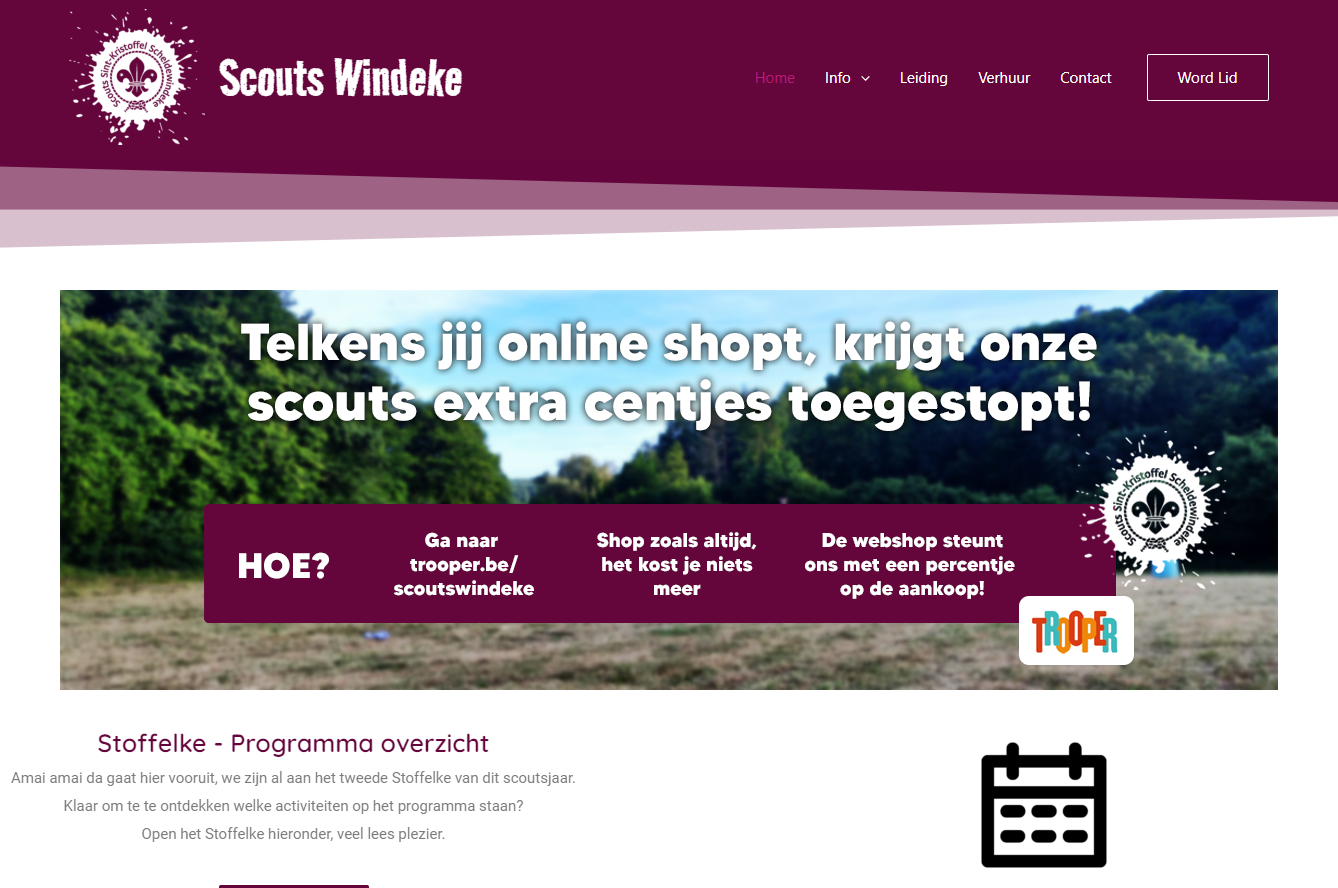 Scouts Sint-Kristoffel Scheldewindeke
Scouts Windeke
Home
Info
Leiding
Verhuur
Contact
Word Lid
Telkens jij online shopt, krijgt onze
scouts extra centjes toegestopt!
Scouts Sint-Kristoffel Scheldewindeke
HOE?
Ga naar
trooper.be/
scoutswindeke
Shop zoals altijd,
het kost je niets
meer
De webshop steunt
ons met een percentje
op de aankoop!
TROOPER
Stoffelke - Programma overzicht
Amai amai da gaat hier vooruit, we zijn al aan het tweede Stoffelke van dit scoutsjaar.
Klaar om te te ontdekken welke activiteiten op het programma staan?
Open het Stoffelke hieronder, veel lees plezier.